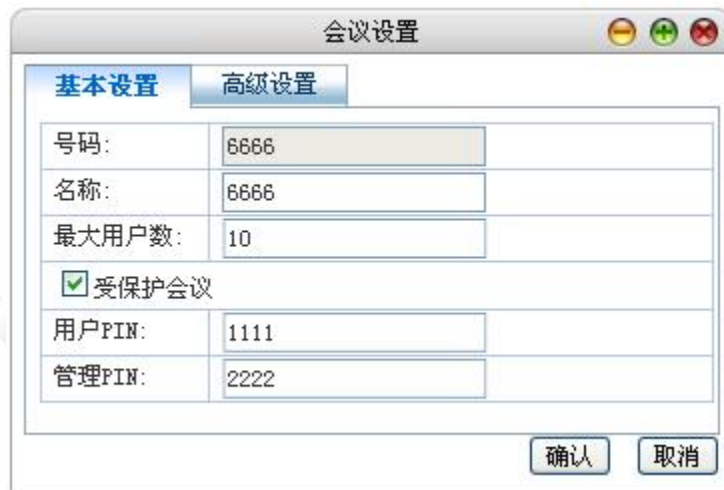 会议设置
基本设置 高级设置
号码: 6666
名称: 6666
最大用户数: 10
受保护会议
用户PIN: 1111
管理PIN: 2222
确认 取消